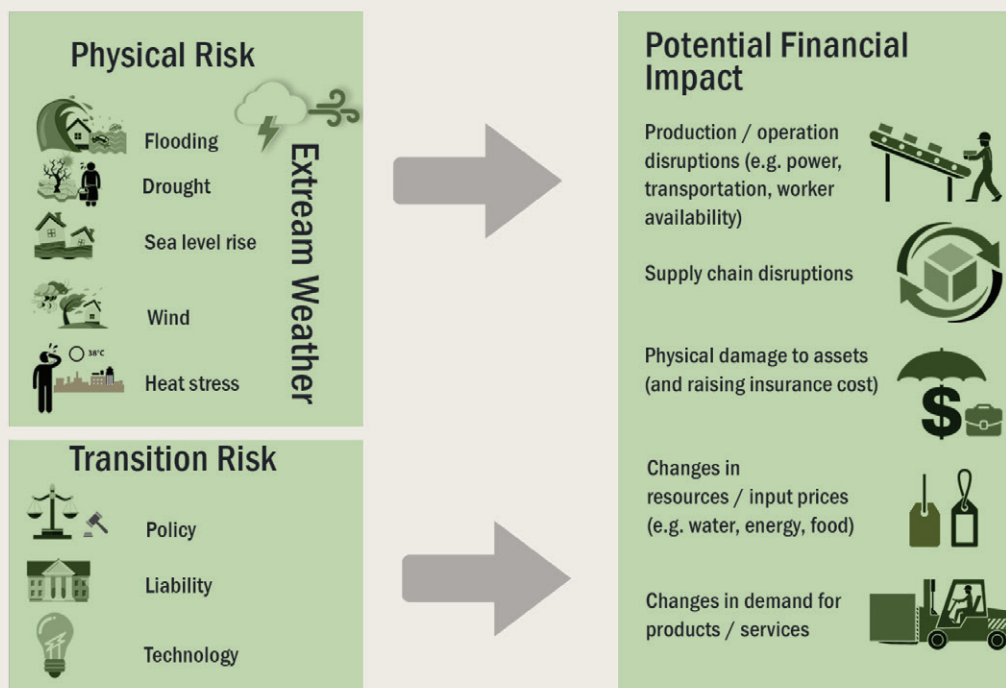 Physical Risk
Flooding
Drought
Sea level rise
Wind
38°C
Heat stress
Extream Weather
Transition Risk
Policy
Liability
Technology
Potential Financial
Impact
Production / operation
disruptions (e.g. power,
transportation, worker
availability)
Supply chain disruptions
Physical damage to assets
(and raising insurance cost)
$
Changes in
resources / input prices
(e.g. water, energy, food)
Changes in demand for
products / services